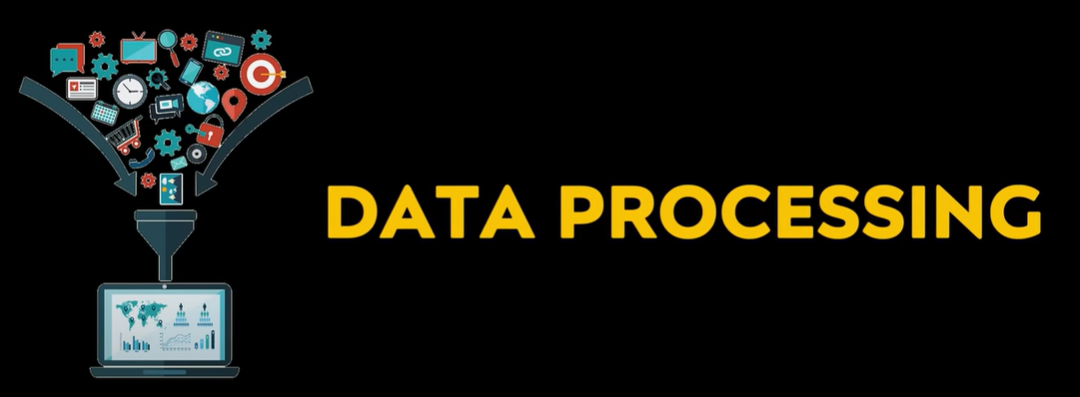 DATA PROCESSING